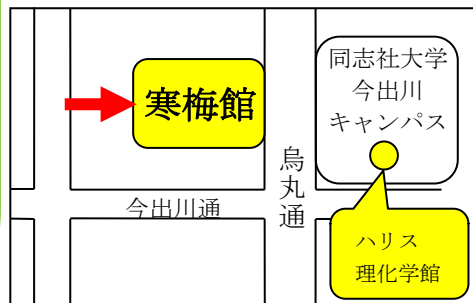 寒梅館
同志社大学
今出川
キャンパス
烏丸通
今出川通
ハリス
理化学館